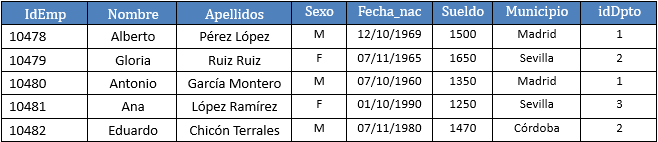 IdEmp Nombre Apellidos Sexo Fecha_nac Sueldo Municipio idDpto
10478 Alberto Pérez López M 12/10/1969 1500 Madrid 1
10479 Gloria Ruiz Ruiz F 07/11/1965 1650 Sevilla 2
10480 Antonio García Montero M 07/10/1960 1350 Madrid 1
10481 Ana López Ramírez F 01/10/1990 1250 Sevilla 3
10482 Eduardo Chicón Terrales M 07/11/1980 1470 Córdoba 2